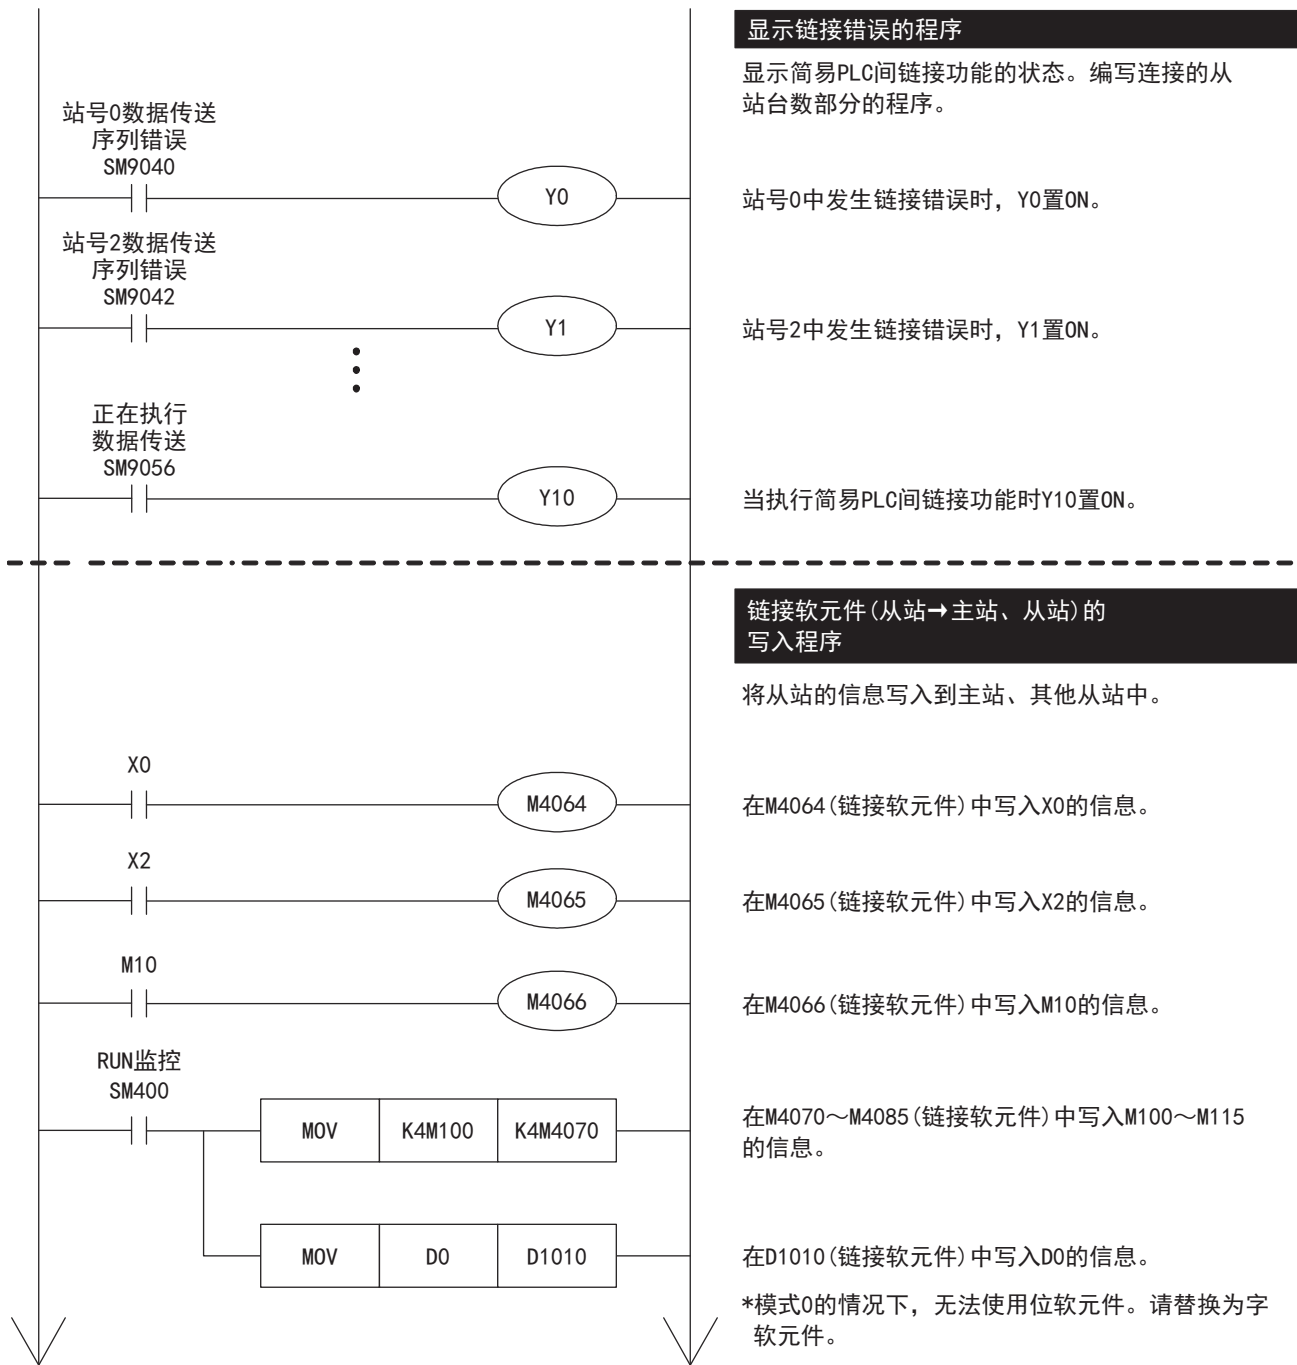 显示链接错误的程序
显示简易PLC间链接功能的状态。编写连接的从
站台数部分的程序。
站号0数据传送
序列错误
SM9040
Y0
站号0中发生链接错误时，Y0置ON。
站号2数据传送
序列错误
SM9042
Y1
站号2中发生链接错误时，Y1置ON。
正在执行
数据传送
SM9056
Y10
当执行简易PLC间链接功能时Y10置ON。
链接软元件(从站➞主站、从站)的
写入程序
将从站的信息写入到主站、其他从站中。
X0
M4064
在M4064(链接软元件)中写入X0的信息。
X2
M4065
在M4065(链接软元件)中写入X2的信息。
M10
M4066
在M4066(链接软元件)中写入M10的信息。
RUN监控
SM400
MOV K4M100 K4M4070
在M4070～M4085(链接软元件)中写入M100～M115
的信息。
MOV D0 D1010
在D1010(链接软元件)中写入D0的信息。
*模式0的情况下，无法使用位软元件。请替换为字
软元件。